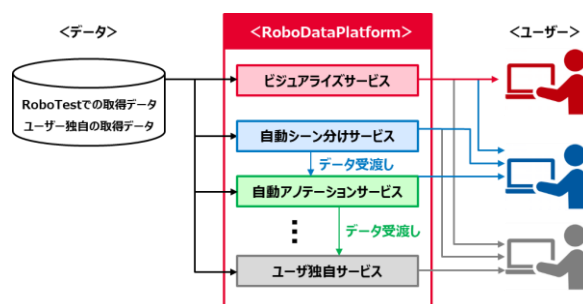 ＜データ＞
＜RoboDataPlatform＞
＜ユーザー＞
RoboTestでの取得データ
ユーザー独自の取得データ
ビジュアライズサービス
自動シーン分けサービス
データ受渡し
自動アノテーションサービス
データ受渡し
ユーザ独自サービス